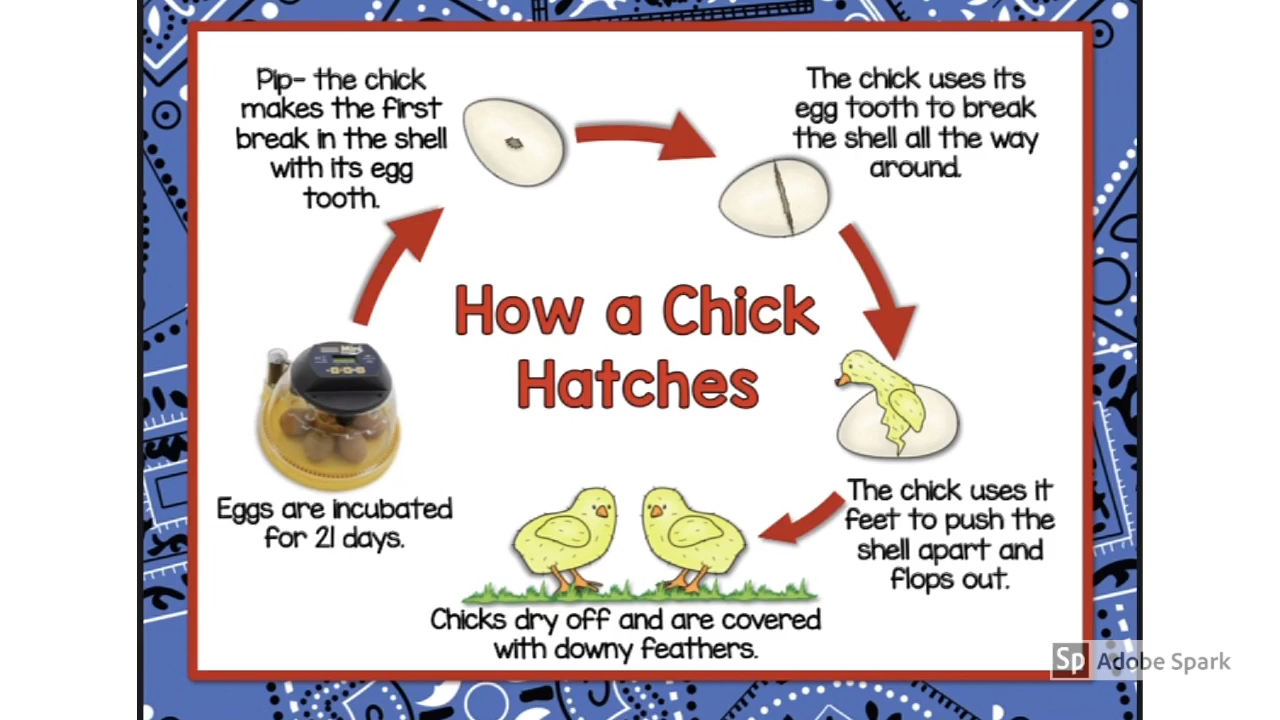 How a Chick
Hatches
Eggs are incubated
for 21 days.
Pip- the chick
makes the first
break in the shell
with its egg
tooth.
The chick uses its
egg tooth to break
the shell all the way
around.
The chick uses it
feet to push the
shell apart and
flops out.
Chicks dry off and are covered
with downy feathers.
Sp Adobe Spark